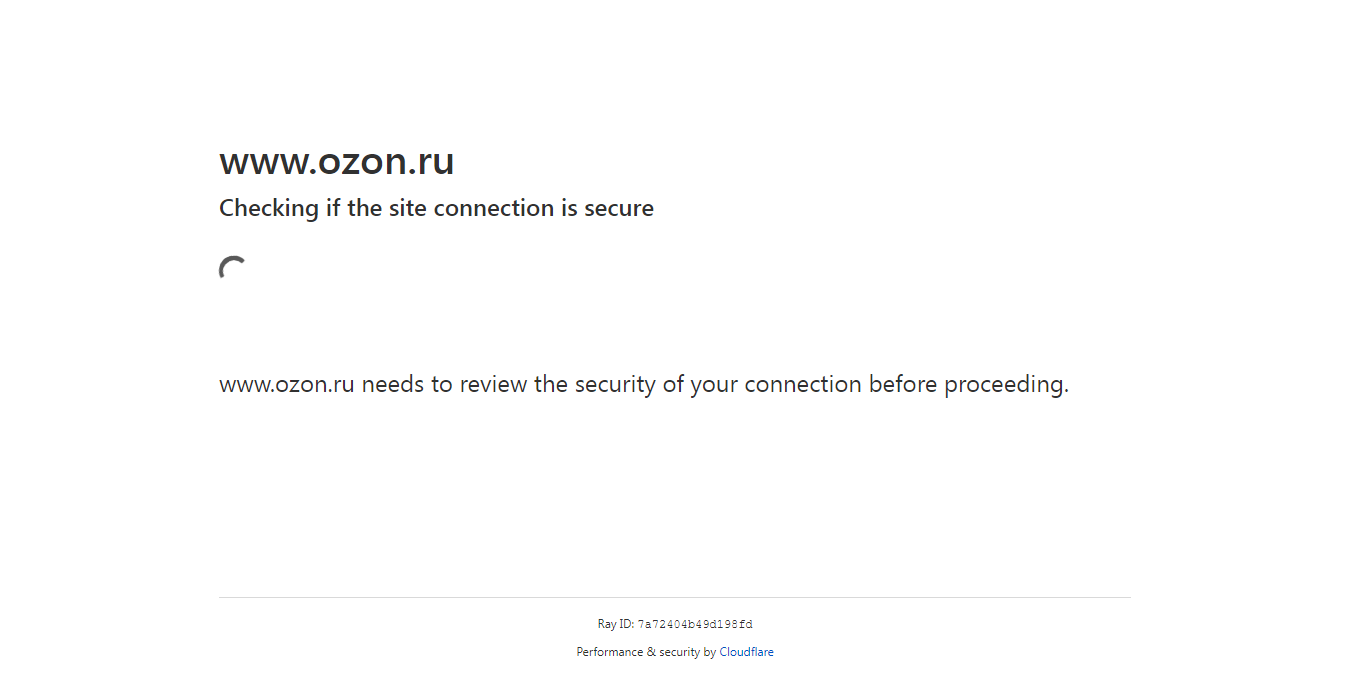 www.ozon.ru
Checking if the site connection is secure
www.ozon.ru needs to review the security of your connection before proceeding.
Ray ID: 7a72404b49d198fd
Performance & security by Cloudflare